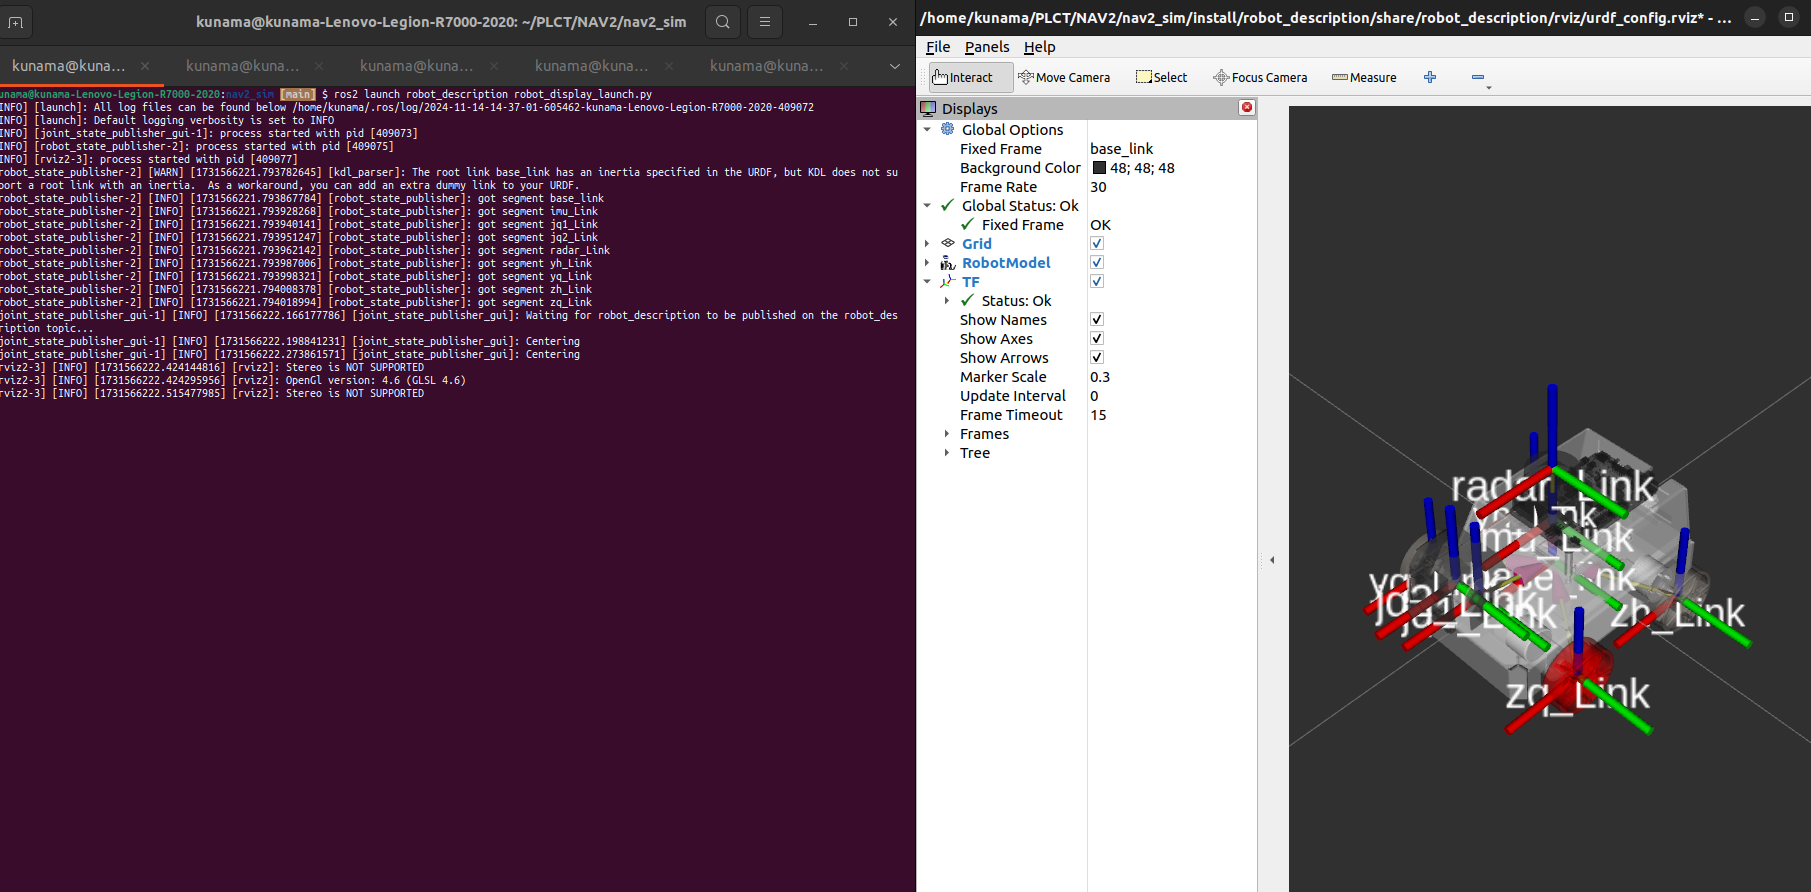 kunama@kunama-Lenovo-Legion-R7000-2020: ~/PLCT/NAV2/nav2_sim
kunama@kuna... kunama@kuna... kunama@kuna... kunama@kuna... kunama@kuna...
unama@kunama-Lenovo-Legion-R7000-2020:nav2_sim [main] $ ros2 launch robot_description robot_display_launch.py
INFO] [launch]: All log files can be found below /home/kunama/.ros/log/2024-11-14-14-37-01-605462-kunama-Lenovo-Legion-R7000-2020-409072
INFO] [launch]: Default logging verbosity is set to INFO
INFO] [joint_state_publisher_gui-1]: process started with pid [409073]
INFO] [robot_state_publisher-2]: process started with pid [409075]
INFO] [rviz2-3]: process started with pid [409077]
robot_state_publisher-2] [WARN] [1731566221.793782645] [kdl_parser]: The root link base_link has an inertia specified in the URDF, but KDL does not su
port a root link with an inertia.  As a workaround, you can add an extra dummy link to your URDF.
robot_state_publisher-2] [INFO] [1731566221.793867784] [robot_state_publisher]: got segment base_link
robot_state_publisher-2] [INFO] [1731566221.793928268] [robot_state_publisher]: got segment imu_Link
robot_state_publisher-2] [INFO] [1731566221.793940141] [robot_state_publisher]: got segment jq1_Link
robot_state_publisher-2] [INFO] [1731566221.793951247] [robot_state_publisher]: got segment jq2_Link
robot_state_publisher-2] [INFO] [1731566221.793962142] [robot_state_publisher]: got segment radar_Link
robot_state_publisher-2] [INFO] [1731566221.793987006] [robot_state_publisher]: got segment yh_Link
robot_state_publisher-2] [INFO] [1731566221.793998321] [robot_state_publisher]: got segment yq_Link
robot_state_publisher-2] [INFO] [1731566221.794008378] [robot_state_publisher]: got segment zh_Link
robot_state_publisher-2] [INFO] [1731566221.794018994] [robot_state_publisher]: got segment zq_Link
joint_state_publisher_gui-1] [INFO] [1731566222.166177786] [joint_state_publisher_gui]: Waiting for robot_description to be published on the robot_des
ription topic...
joint_state_publisher_gui-1] [INFO] [1731566222.198841231] [joint_state_publisher_gui]: Centering
joint_state_publisher_gui-1] [INFO] [1731566222.273861571] [joint_state_publisher_gui]: Centering
rviz2-3] [INFO] [1731566222.424144816] [rviz2]: Stereo is NOT SUPPORTED
rviz2-3] [INFO] [1731566222.424295956] [rviz2]: OpenGl version: 4.6 (GLSL 4.6)
rviz2-3] [INFO] [1731566222.515477985] [rviz2]: Stereo is NOT SUPPORTED
/home/kunama/PLCT/NAV2/nav2_sim/install/robot_description/share/robot_description/rviz/urdf_config.rviz* - ...
File Panels Help
Interact Move Camera Select Focus Camera Measure
Displays
Global Options
Fixed Frame base_link
Background Color 48; 48; 48
Frame Rate 30
Global Status: Ok
Fixed Frame OK
Grid
RobotModel
TF
Status: Ok
Show Names
Show Axes
Show Arrows
Marker Scale 0.3
Update Interval 0
Frame Timeout 15
Frames
Tree
radar_Link
zh_Link
zq_Link